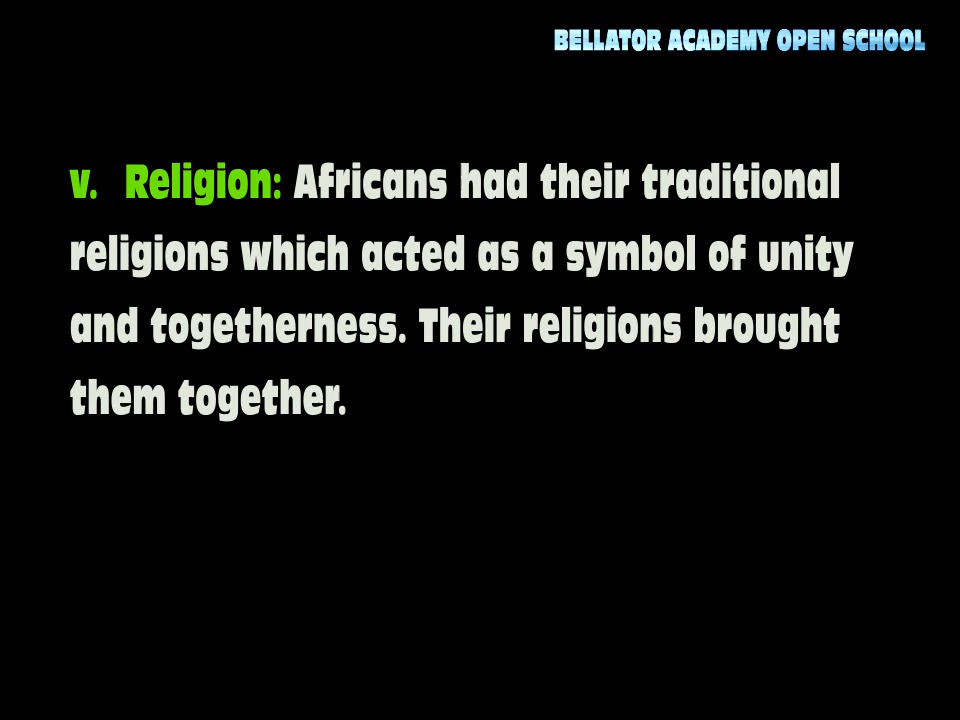 BELLATOR ACADEMY OPEN SCHOOL
v. Religion: Africans had their traditional
religions which acted as a symbol of unity
and togetherness. Their religions brought
them together.